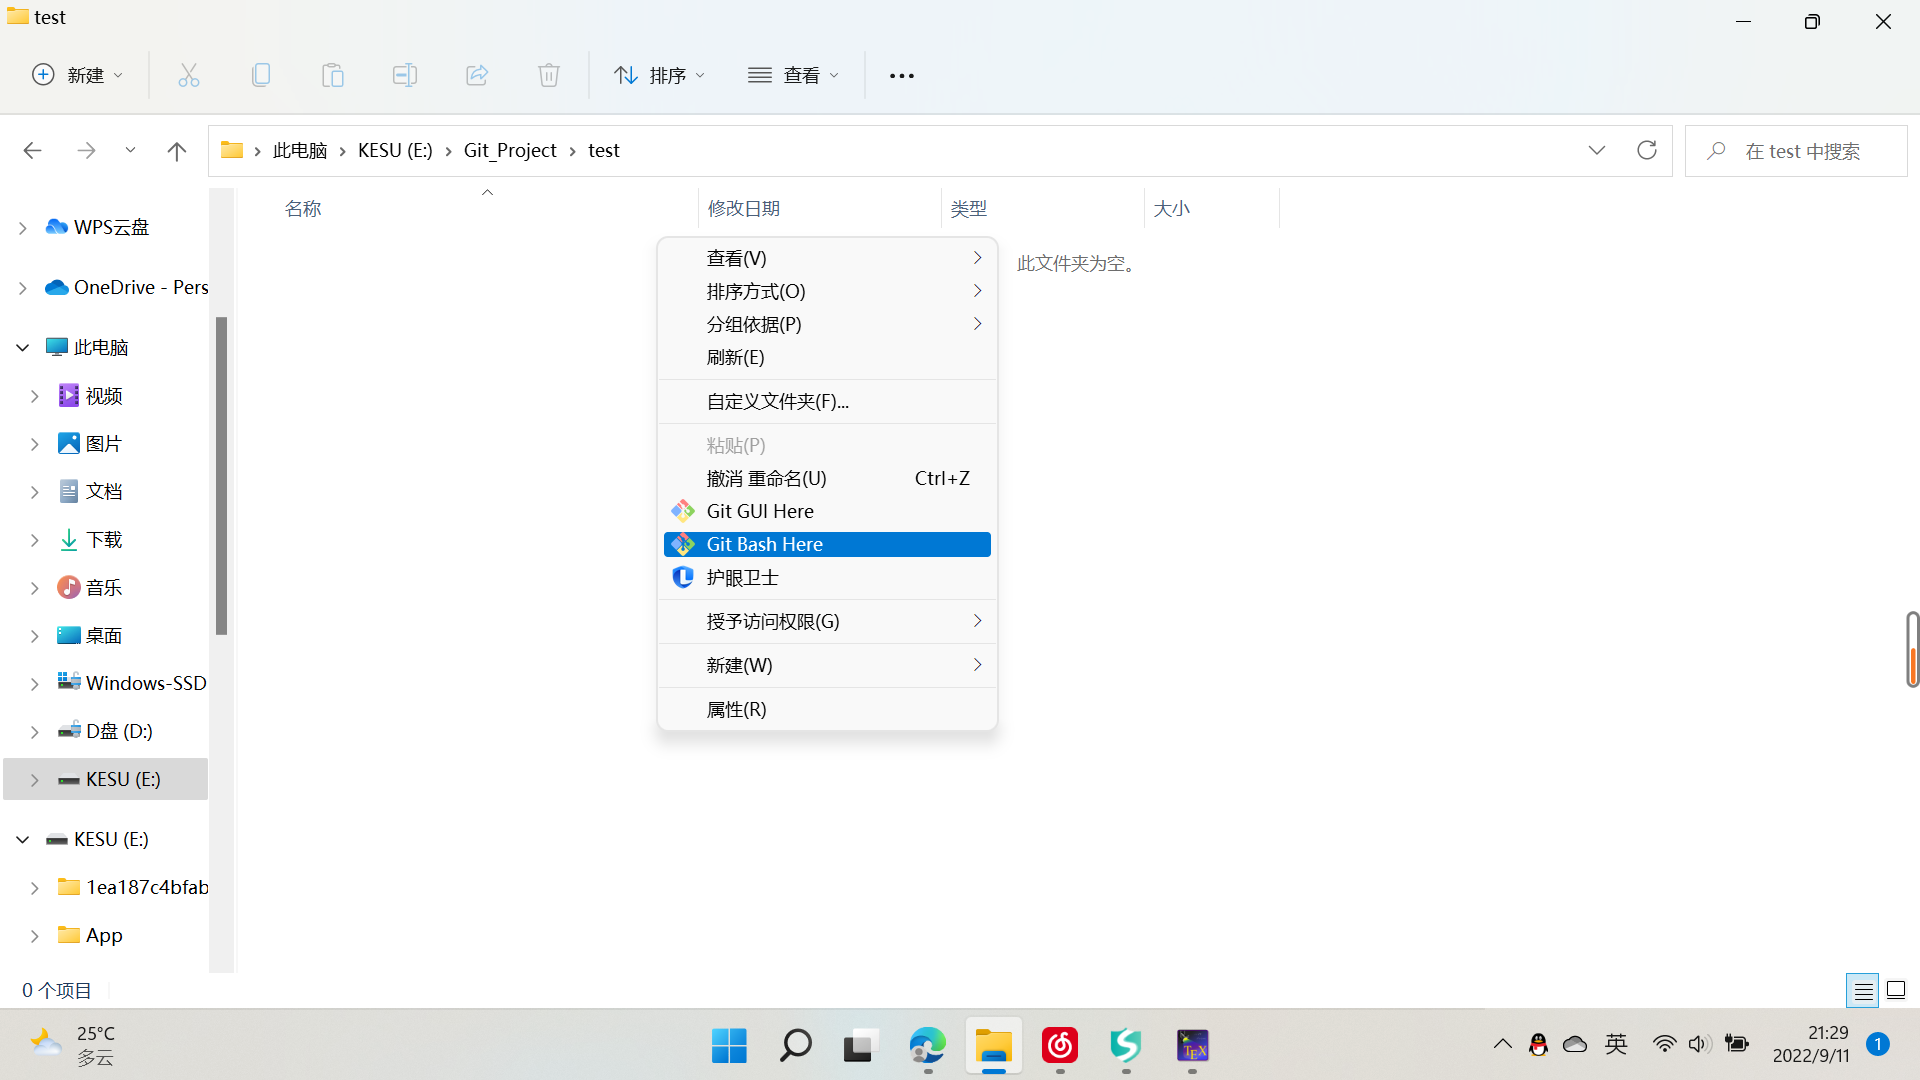 test
新建
排序
查看
此电脑
KESU (E:)
Git_Project
test
在 test 中搜索
名称
修改日期
类型
大小
此文件夹为空。
WPS云盘
OneDrive - Pers
此电脑
视频
图片
文档
下载
音乐
桌面
Windows-SSD
D盘 (D:)
KESU (E:)
KESU (E:)
1ea187c4bfab
App
查看(V)
排序方式(O)
分组依据(P)
刷新(E)
自定义文件夹(F)...
粘贴(P)
撤消 重命名(U) Ctrl+Z
Git GUI Here
Git Bash Here
护眼卫士
授予访问权限(G)
新建(W)
属性(R)
0 个项目
25°C
多云
TEX
英
21:29
2022/9/11
1